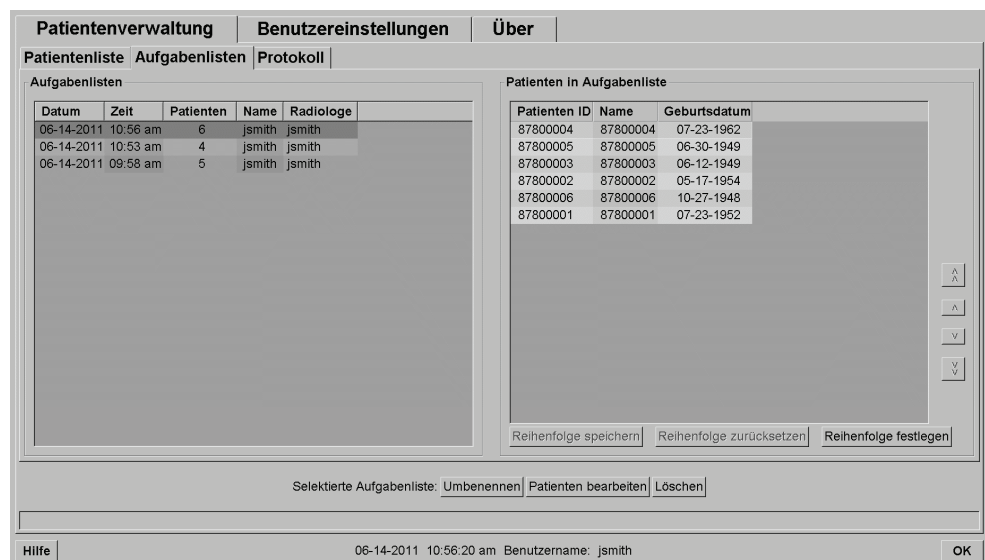 Patientenverwaltung Benutzereinstellungen Über
Patientenliste Aufgabenlisten Protokoll
Aufgabenlisten
Datum Zeit Patienten Name Radiologe
06-14-2011 10:56 am 6 jsmith jsmith
06-14-2011 10:53 am 4 jsmith jsmith
06-14-2011 09:58 am 5 jsmith jsmith
Patienten in Aufgabenliste
Patienten ID Name Geburtsdatum
87800004 87800004 07-23-1962
87800005 87800005 06-30-1949
87800003 87800003 06-12-1949
87800002 87800002 05-17-1954
87800006 87800006 10-27-1948
87800001 87800001 07-23-1952
Reihenfolge speichern Reihenfolge zurücksetzen Reihenfolge festlegen
Selektierte Aufgabenliste: Umbenennen Patienten bearbeiten Löschen
Hilfe 06-14-2011 10:56:20 am Benutzername: jsmith OK